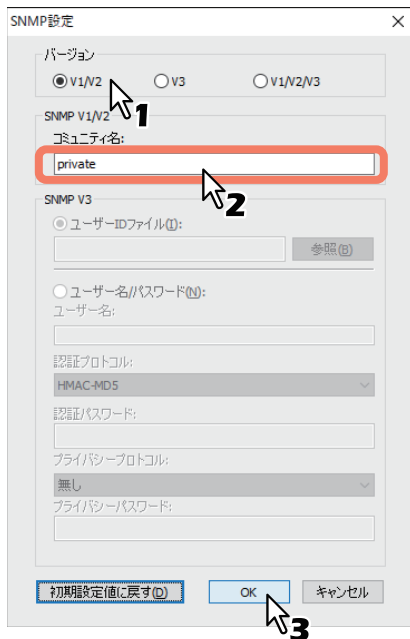 SNMP設定
バージョン
V1/V2 V3 V1/V2/V3
1
SNMP V1/V2
コミュニティ名:
private
2
SNMP V3
ユーザーIDファイル(I):
参照(B)
ユーザー名/パスワード(N):
ユーザー名:
認証プロトコル:
HMAC-MD5
認証パスワード:
プライバシープロトコル:
無し
プライバシーパスワード:
初期設定値に戻す(D) OK キャンセル
3